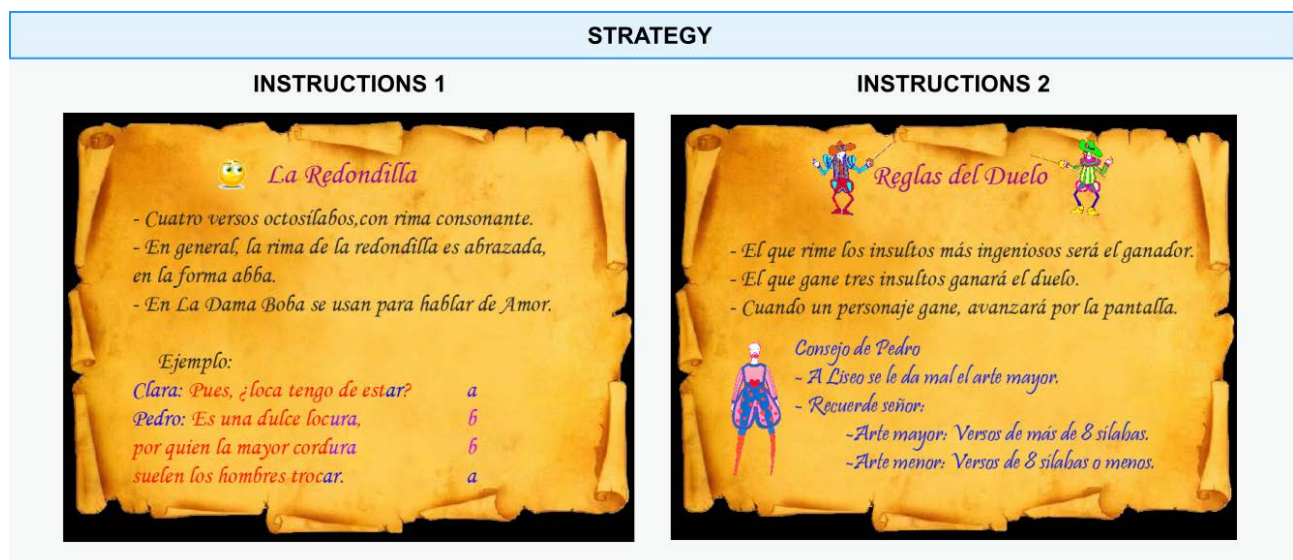 STRATEGY
INSTRUCTIONS 1
La Redondilla
- Cuatro versos octosílabos,con rima consonante.
- En general, la rima de la redondilla es abrazada,
en la forma abba.
- En La Dama Boba se usan para hablar de Amor.
Ejemplo:
Clara: Pues, ¿loca tengo de estar? a
Pedro: Es una dulce locura, b
por quien la mayor cordura b
suelen los hombres trocar. a
INSTRUCTIONS 2
Reglas del Duelo
- El que rime los insultos más ingeniosos será el ganador.
- El que gane tres insultos ganará el duelo.
- Cuando un personaje gane, avanzará por la pantalla.
Consejo de Pedro
- A Liseo se le da mal el arte mayor.
- Recuerde señor:
-Arte mayor: Versos de más de 8 sílabas.
-Arte menor: Versos de 8 sílabas o menos.